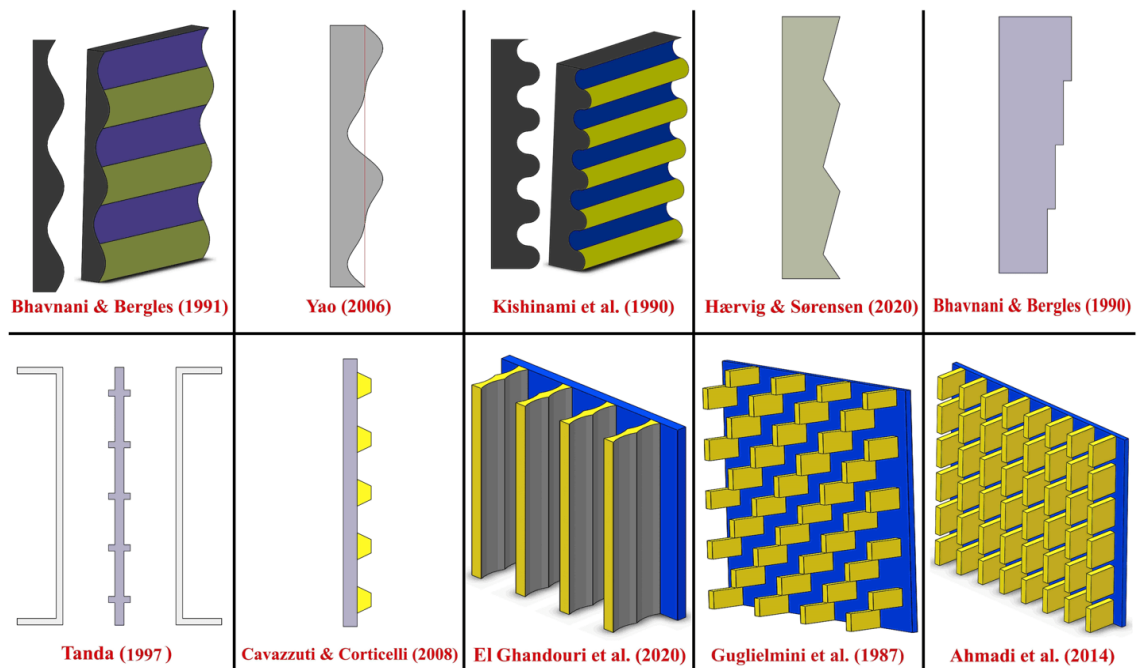 Bhavnani & Bergles (1991)
Yao (2006)
Kishinami et al. (1990)
Hærvig & Sørensen (2020)
Bhavnani & Bergles (1990)
Tanda (1997)
Cavazzuti & Corticelli (2008)
El Ghandouri et al. (2020)
Guglielmini et al. (1987)
Ahmadi et al. (2014)